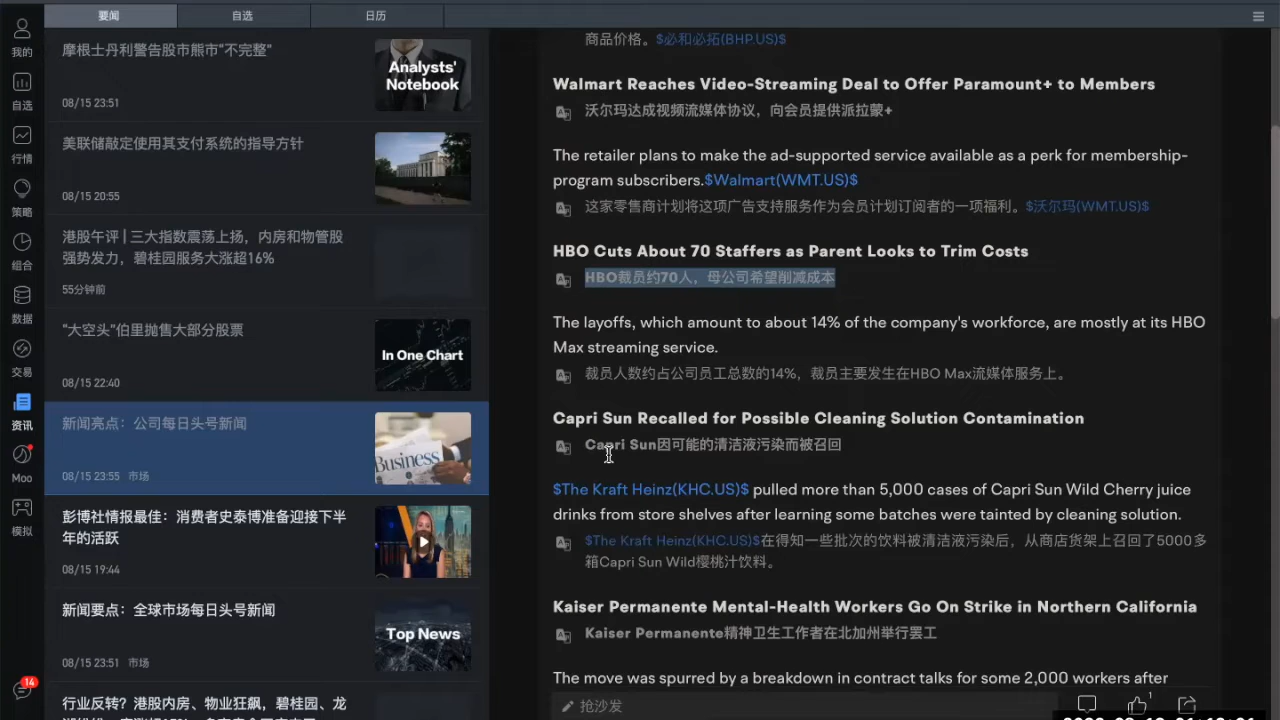 要闻
自选
日历
我的
自选
行情
策略
组合
数据
交易
资讯
Moo
模拟
14
摩根士丹利警告股市熊市“不完整”
08/15 23:51
Analysts'
Notebook
美联储敲定使用其支付系统的指导方针
08/15 20:55
港股午评 | 三大指数震荡上扬，内房和物管股
强势发力，碧桂园服务大涨超16%
55分钟前
“大空头”伯里抛售大部分股票
08/15 22:40
In One Chart
新闻亮点：公司每日头号新闻
08/15 23:55 市场
Business
彭博社情报最佳：消费者史泰博准备迎接下半
年的活跃
08/15 19:44
新闻要点：全球市场每日头号新闻
08/15 23:51 市场
Top News
行业反转？港股内房、物业狂飙，碧桂园、龙
商品价格。$必和必拓(BHP.US)$
Walmart Reaches Video-Streaming Deal to Offer Paramount+ to Members
沃尔玛达成视频流媒体协议，向会员提供派拉蒙+
The retailer plans to make the ad-supported service available as a perk for membership-
program subscribers.$Walmart(WMT.US)$
这家零售商计划将这项广告支持服务作为会员计划订阅者的一项福利。$沃尔玛(WMT.US)$
HBO Cuts About 70 Staffers as Parent Looks to Trim Costs
HBO裁员约70人，母公司希望削减成本
The layoffs, which amount to about 14% of the company's workforce, are mostly at its HBO
Max streaming service.
裁员人数约占公司员工总数的14%，裁员主要发生在HBO Max流媒体服务上。
Capri Sun Recalled for Possible Cleaning Solution Contamination
Capri Sun因可能的清洁液污染而被召回
$The Kraft Heinz(KHC.US)$ pulled more than 5,000 cases of Capri Sun Wild Cherry juice
drinks from store shelves after learning some batches were tainted by cleaning solution.
$The Kraft Heinz(KHC.US)$在得知一些批次的饮料被清洁液污染后，从商店货架上召回了5000多
箱Capri Sun Wild樱桃汁饮料。
Kaiser Permanente Mental-Health Workers Go On Strike in Northern California
Kaiser Permanente精神卫生工作者在北加州举行罢工
The move was spurred by a breakdown in contract talks for some 2,000 workers after
抢沙发
1